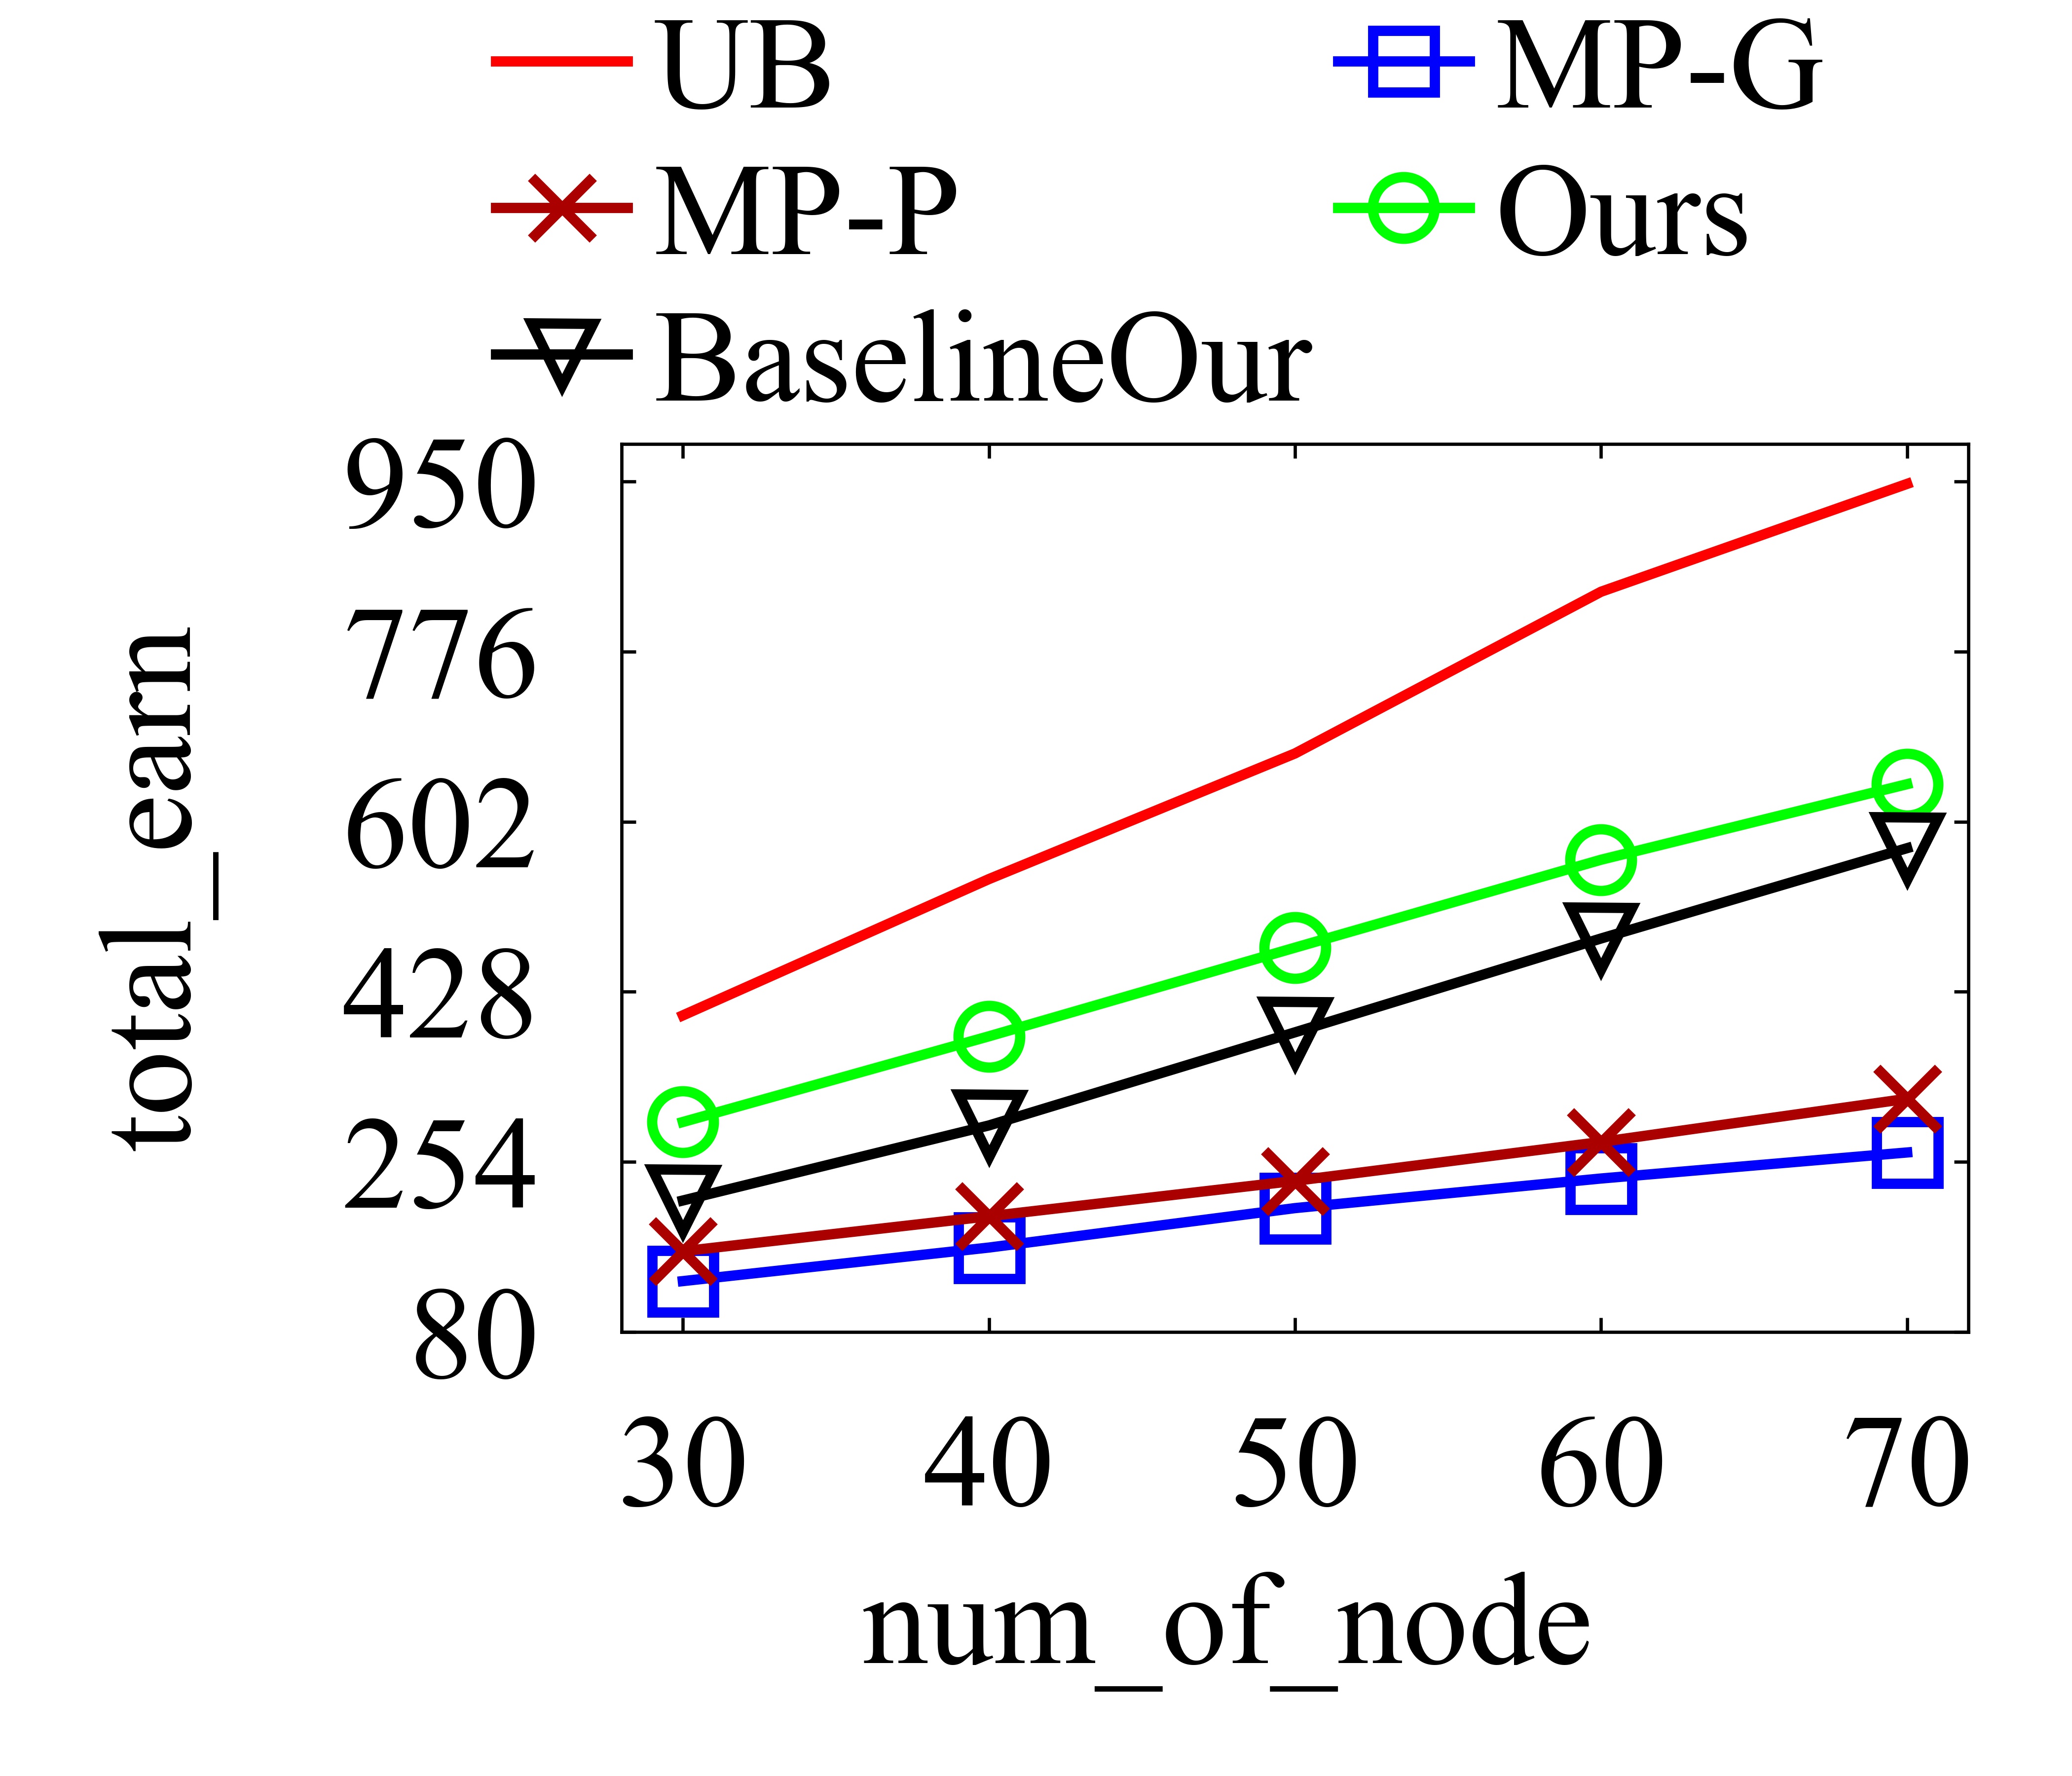 UB
MP-G
MP-P
Ours
BaselineOur
950
776
602
428
254
80
total_earn
30 40 50 60 70
num_of_node